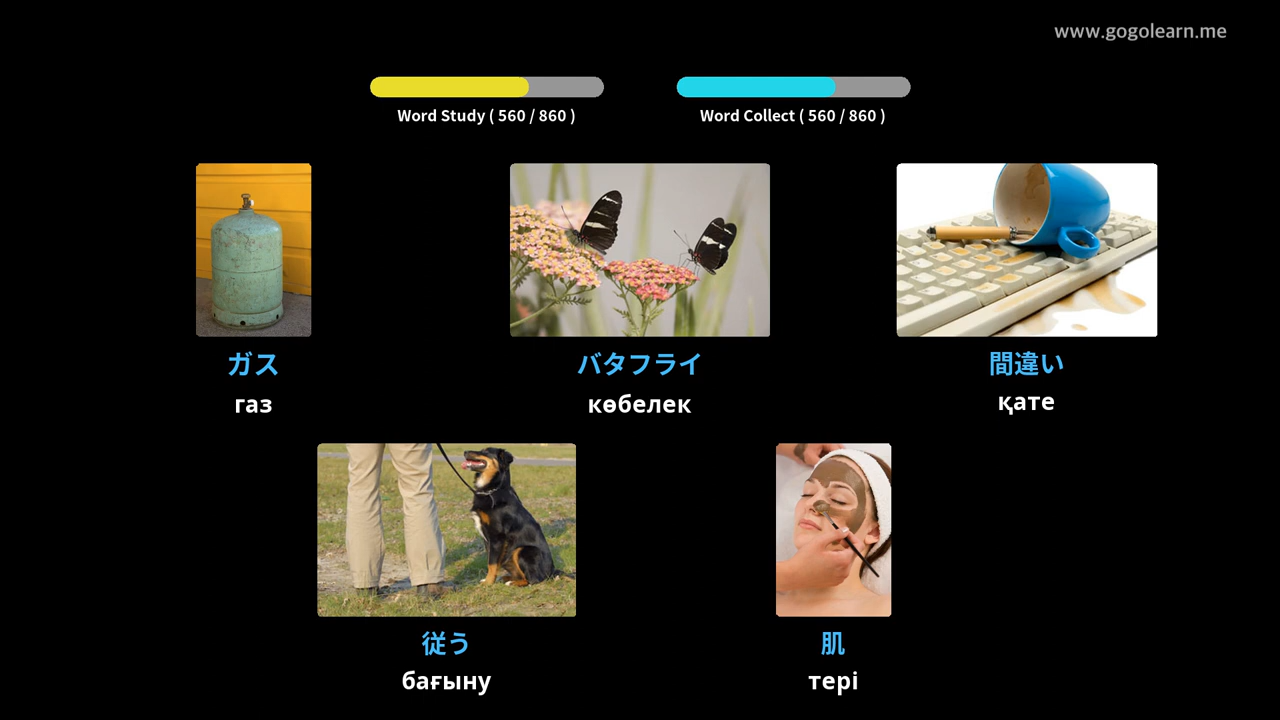 www.gogolearn.me
Word Study ( 560 / 860 )
Word Collect ( 560 / 860 )
ガス
バタフライ
間違い
газ
көбелек
қате
従う
肌
бағыну
тері